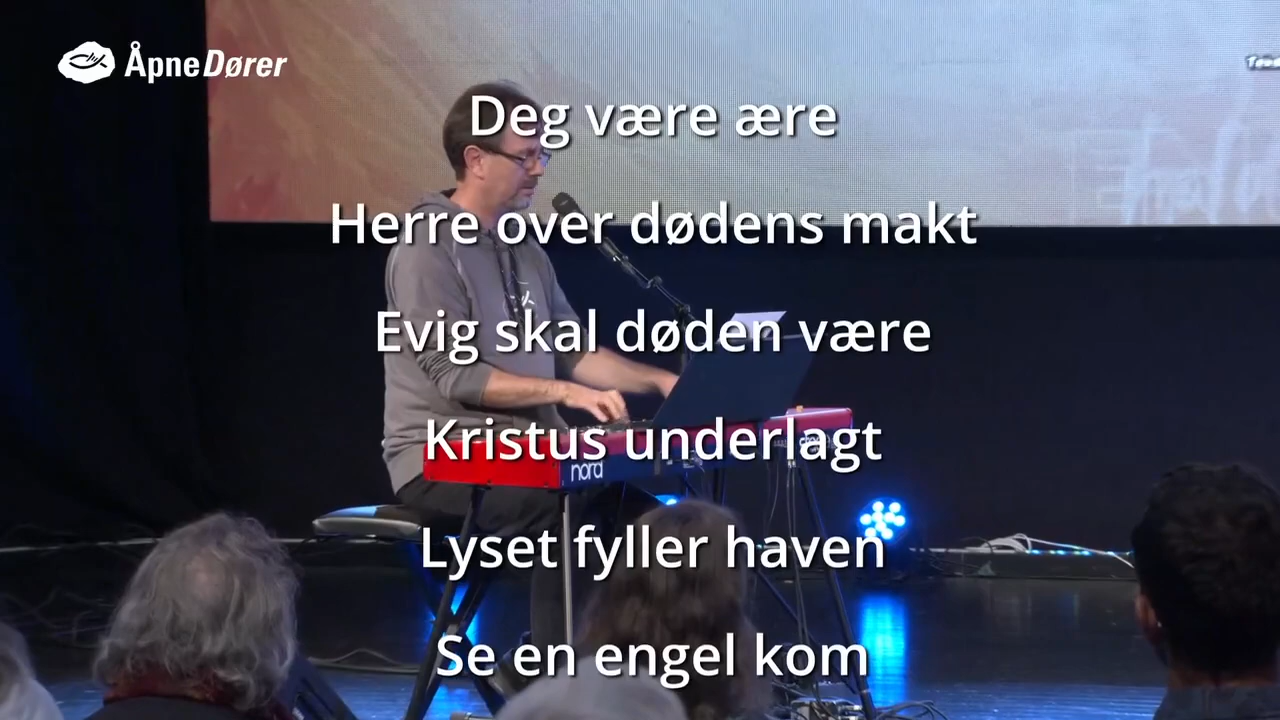 ÅpneDører
Deg være ære
Herre over dødens makt
Evig skal døden være
Kristus underlagt
nord
Lyset fyller haven
Se en engel kom